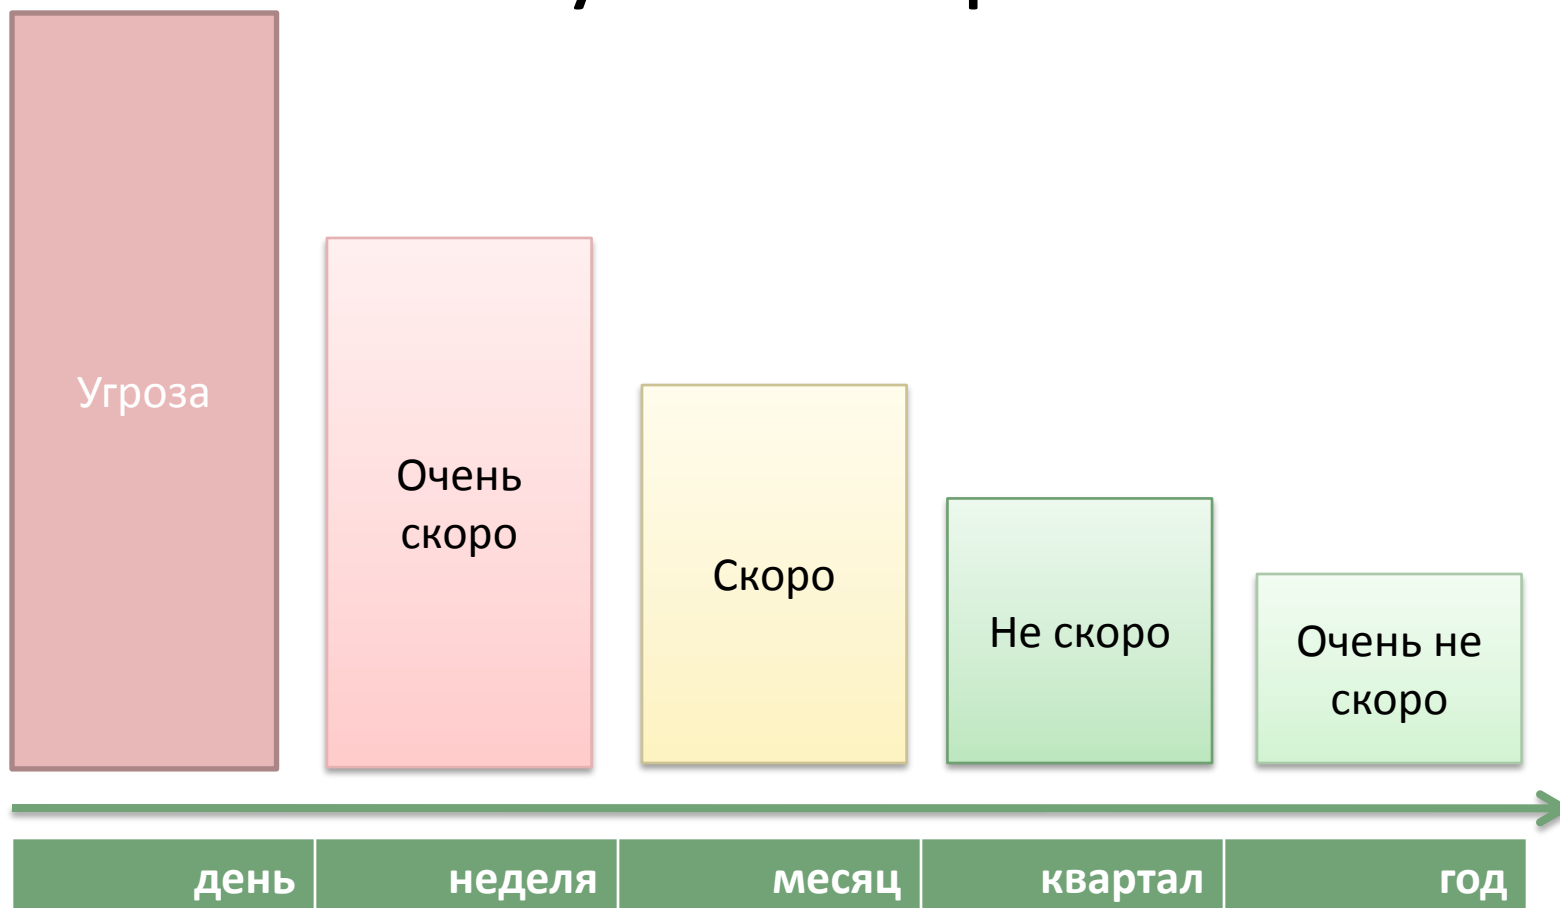 Угроза
Очень
скоро
Скоро
Не скоро
Очень не
скоро
день неделя месяц квартал год